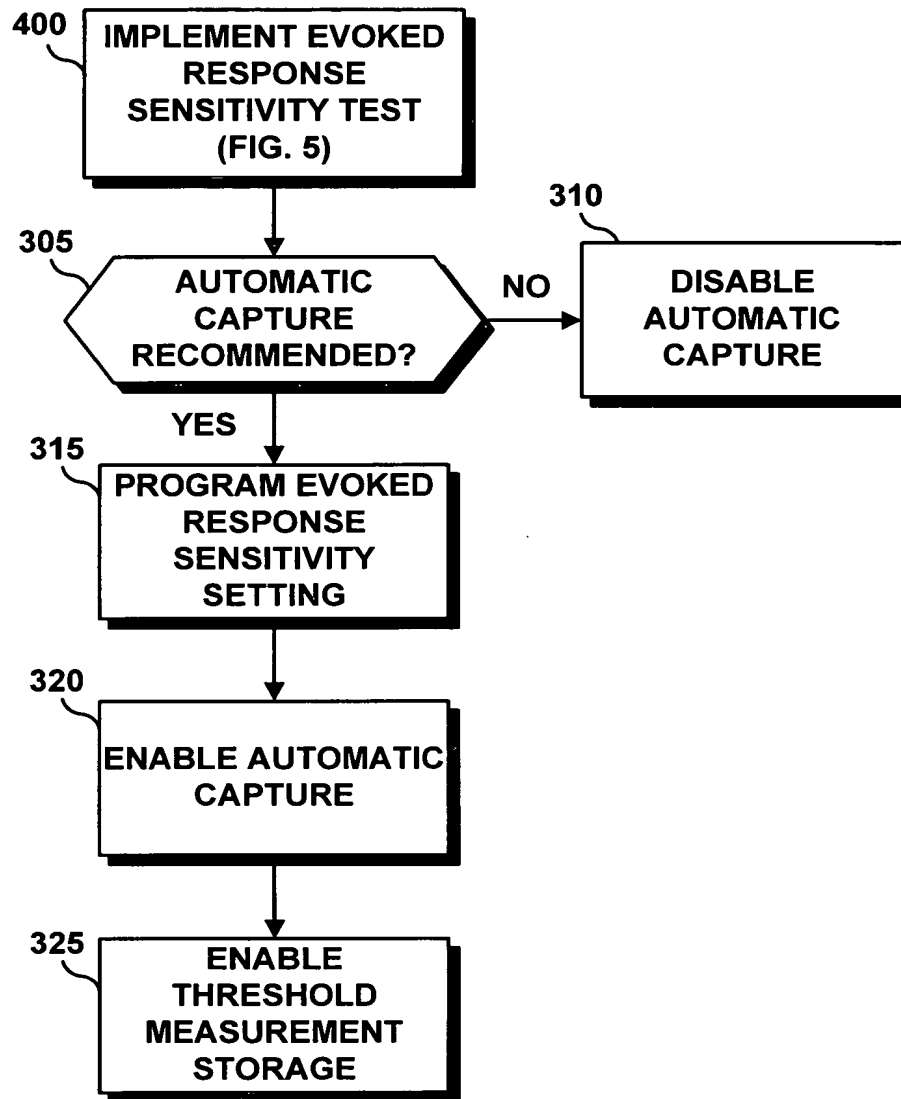 400
IMPLEMENT EVOKED
RESPONSE
SENSITIVITY TEST
(FIG. 5)
305
AUTOMATIC
CAPTURE
RECOMMENDED?
NO
310
DISABLE
AUTOMATIC
CAPTURE
YES
315
PROGRAM EVOKED
RESPONSE
SENSITIVITY
SETTING
320
ENABLE AUTOMATIC
CAPTURE
325
ENABLE
THRESHOLD
MEASUREMENT
STORAGE